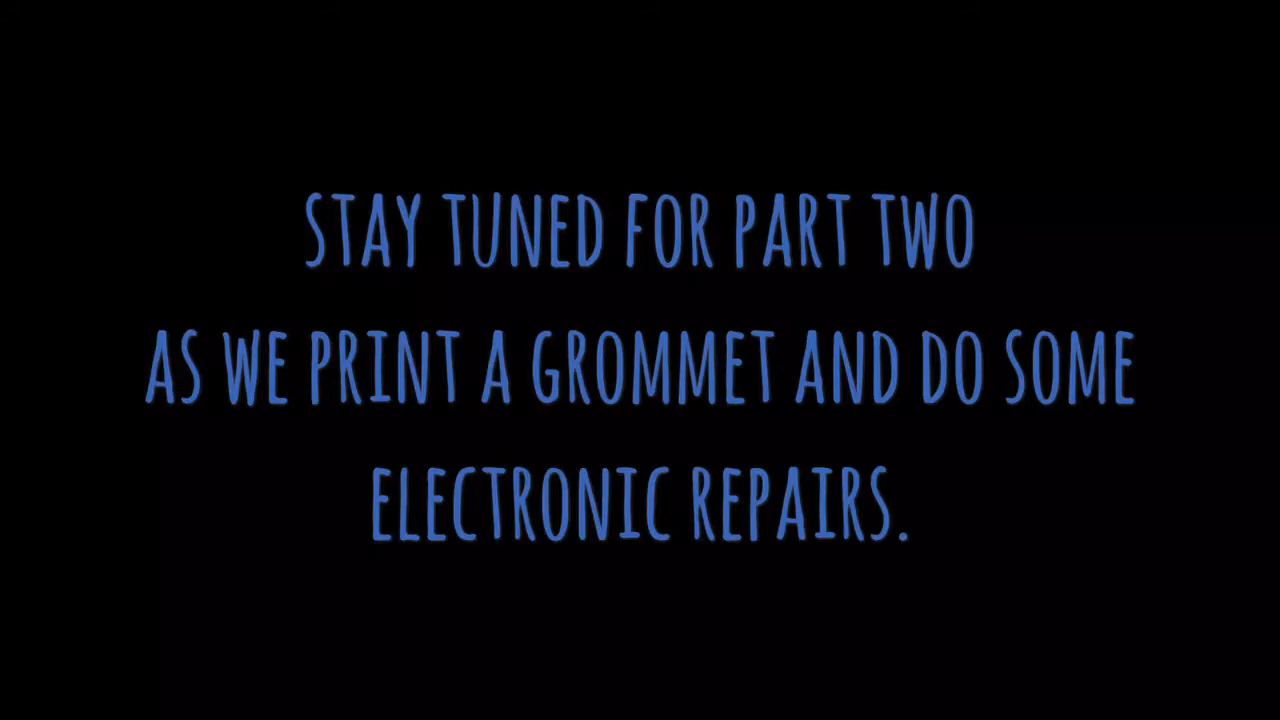 STAY TUNED FOR PART TWO
AS WE PRINT A GROMMET AND DO SOME
ELECTRONIC REPAIRS.